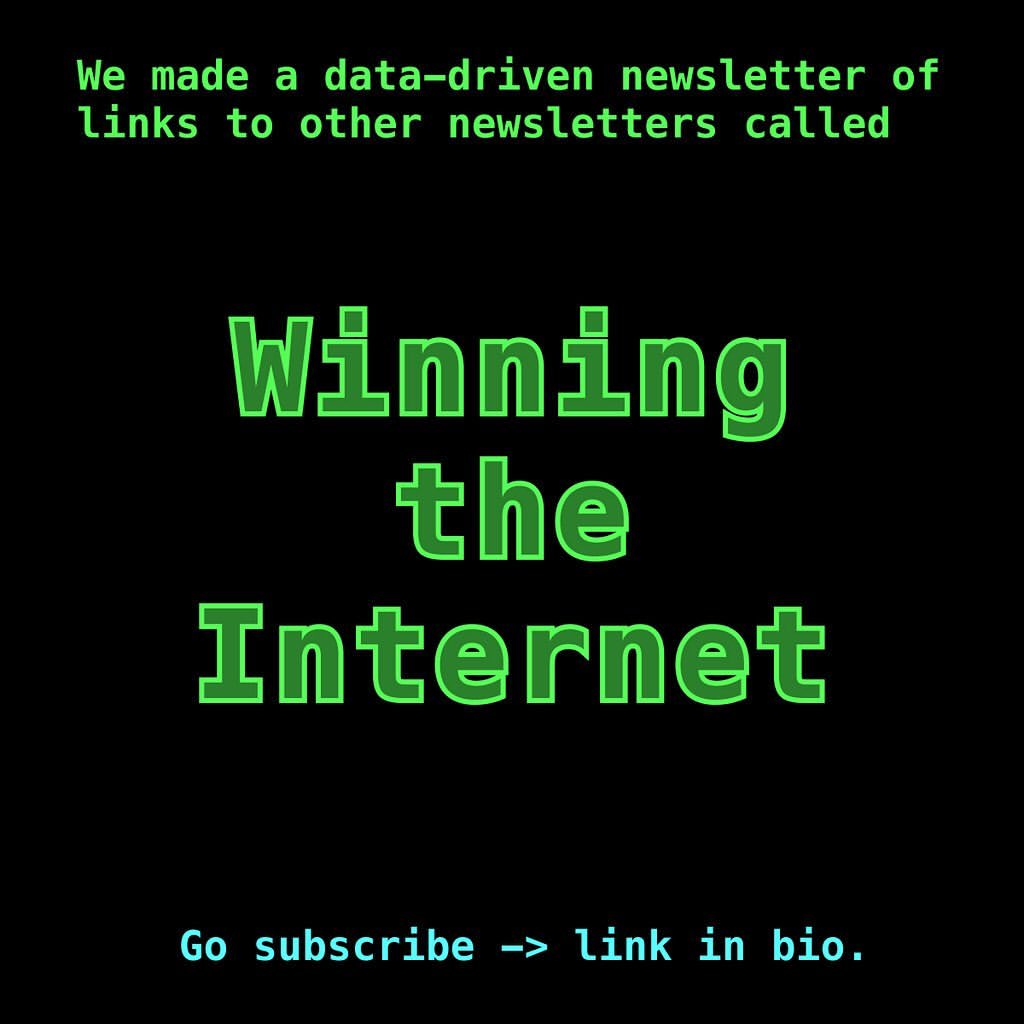 We made a data-driven newsletter of
links to other newsletters called
Winning
the
Internet
Go subscribe -> link in bio.